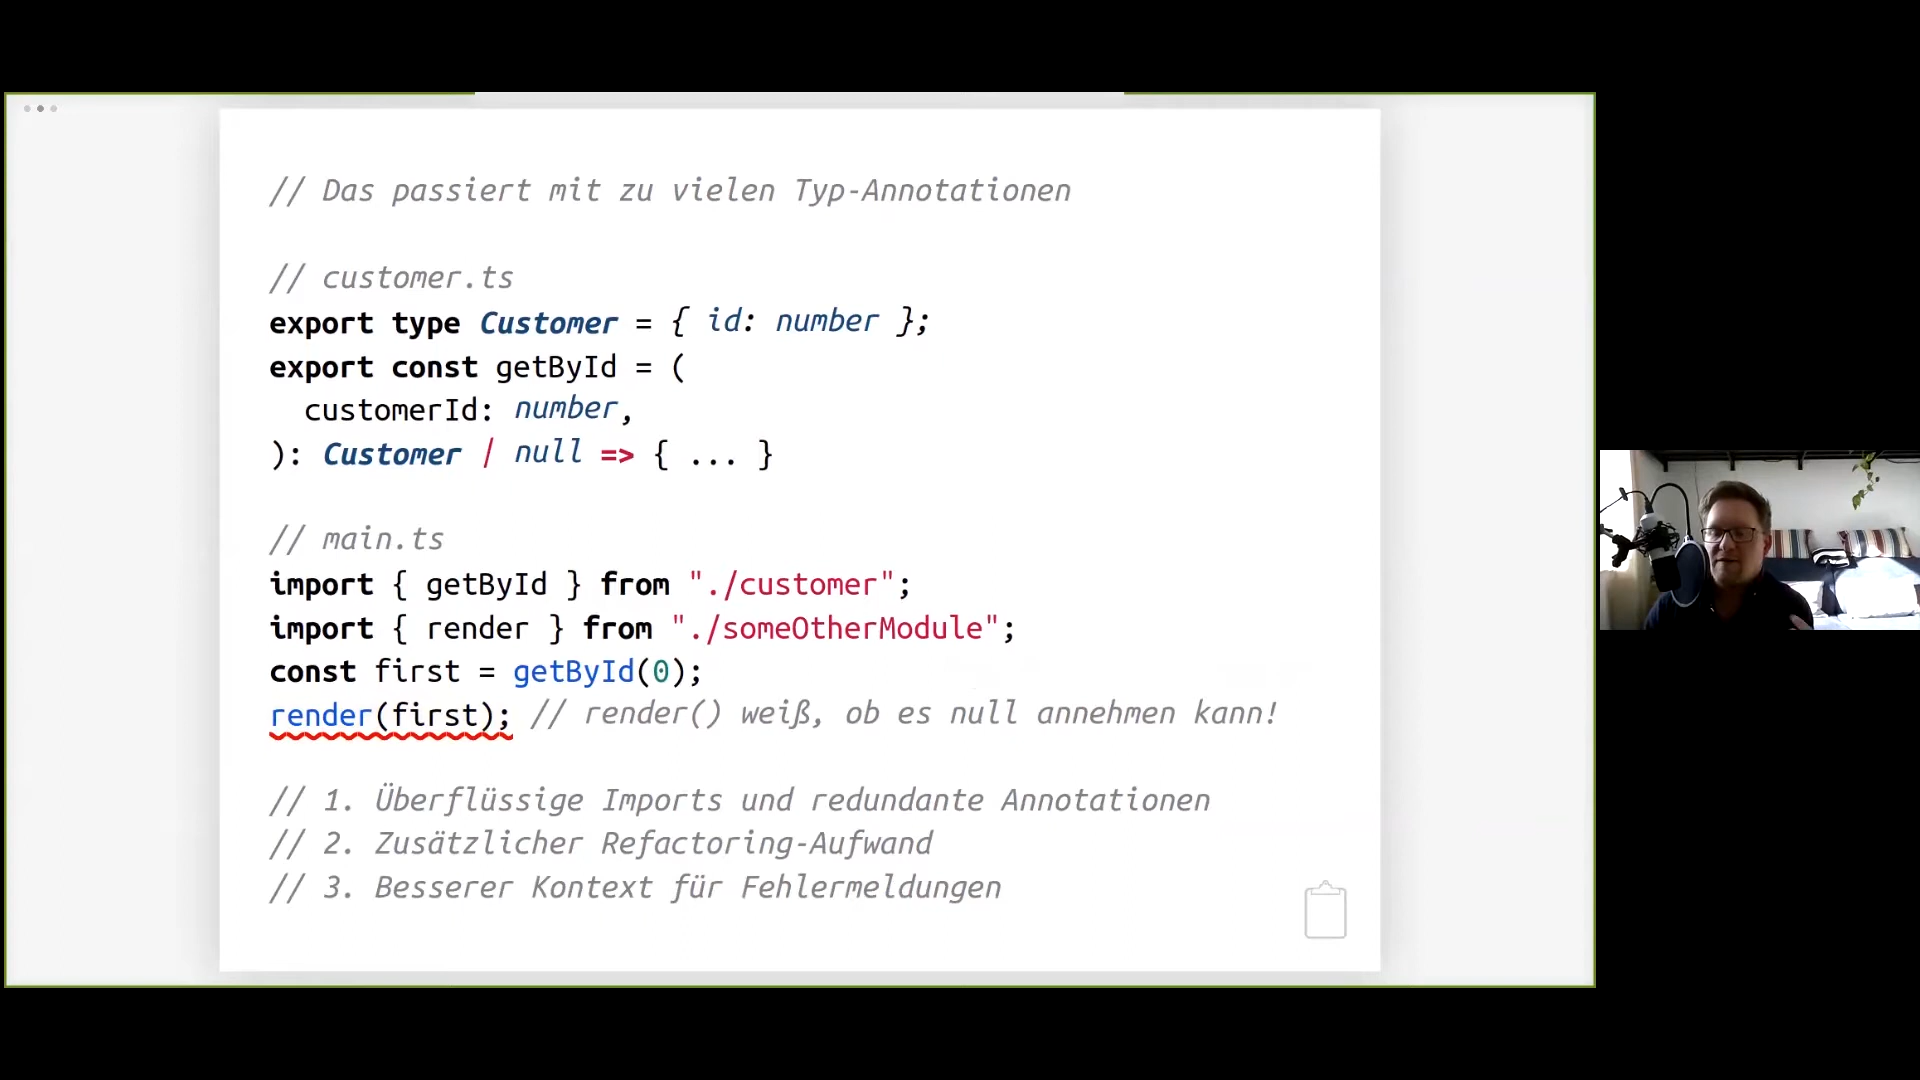 // Das passiert mit zu vielen Typ-Annotationen
// customer.ts
export type Customer = { id: number };
export const getById = (
customerId: number,
): Customer | null => { ... }
// main.ts
import { getById } from "./customer";
import { render } from "./someOtherModule";
const first = getById(0);
render(first); // render() weiß, ob es null annehmen kann!
// 1. Überflüssige Imports und redundante Annotationen
// 2. Zusätzlicher Refactoring-Aufwand
// 3. Besserer Kontext für Fehlermeldungen